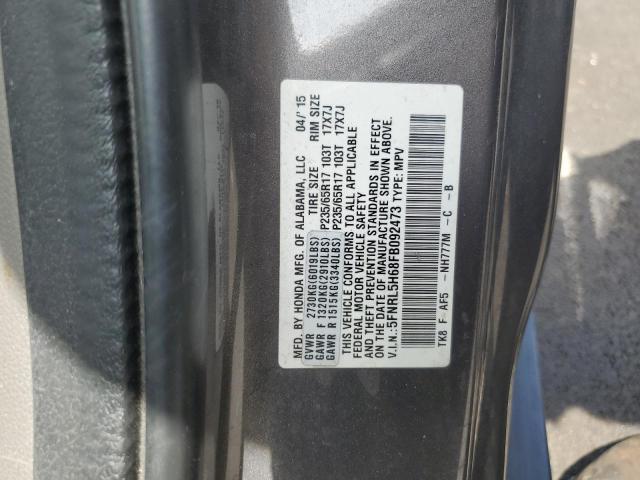 MFD. BY HONDA MFG. OF ALABAMA, LLC 04/'15
GVWR 2730KG(6019LBS) TIRE SIZE RIM SIZE
GAWR F 1320KG(2910LBS) P235/65R17 103T 17X7J
GAWR R 1515KG(3340LBS) P235/65R17 103T 17X7J
THIS VEHICLE CONFORMS TO ALL APPLICABLE
FEDERAL MOTOR VEHICLE SAFETY
AND THEFT PREVENTION STANDARDS IN EFFECT
ON THE DATE OF MANUFACTURE SHOWN ABOVE.
V.I.N.:5FNRL5H68FB092473 TYPE: MPV
TK8 F AF5 -NH777M -C -B